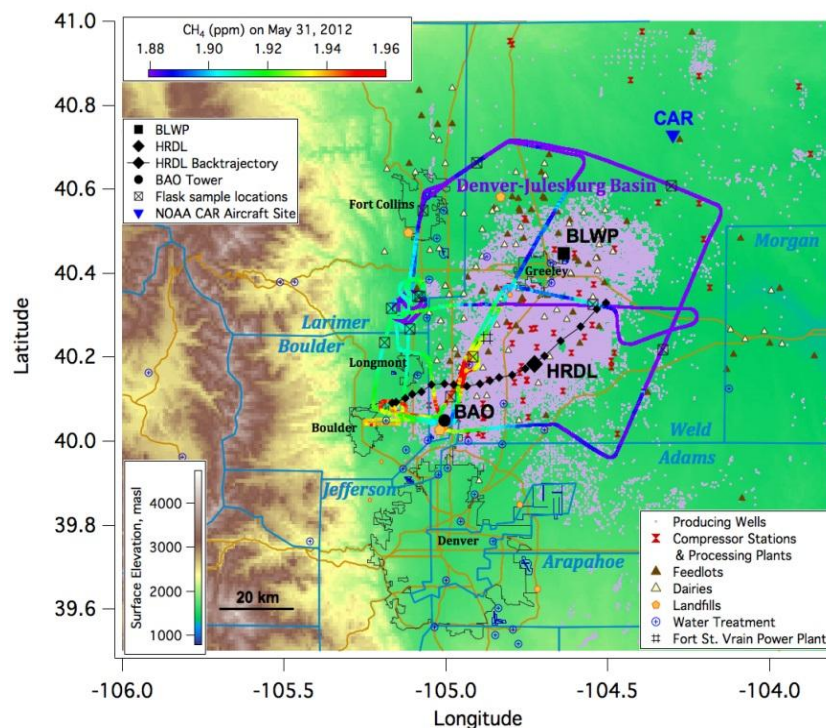 CH4 (ppm) on May 31, 2012
1.88 1.90 1.92 1.94 1.96
BLWP
HRDL
HRDL Backtrajectory
BAO Tower
Flask sample locations
NOAA CAR Aircraft Site
41.0
40.8
40.6
40.4
40.2
40.0
39.8
39.6
Latitude
CAR
Denver-Julesburg Basin
Fort Collins
BLWP
Morgan
Greeley
Larimer
Boulder
Longmont
HRDL
BAO
Boulder
Weld
Adams
Jefferson
Denver
Arapahoe
Surface Elevation, masl
4000
3000
2000
1000
20 km
Producing Wells
Compressor Stations
& Processing Plants
Feedlots
Dairies
Landfills
Water Treatment
Fort St. Vrain Power Plant
-106.0 -105.5 -105.0 -104.5 -104.0
Longitude